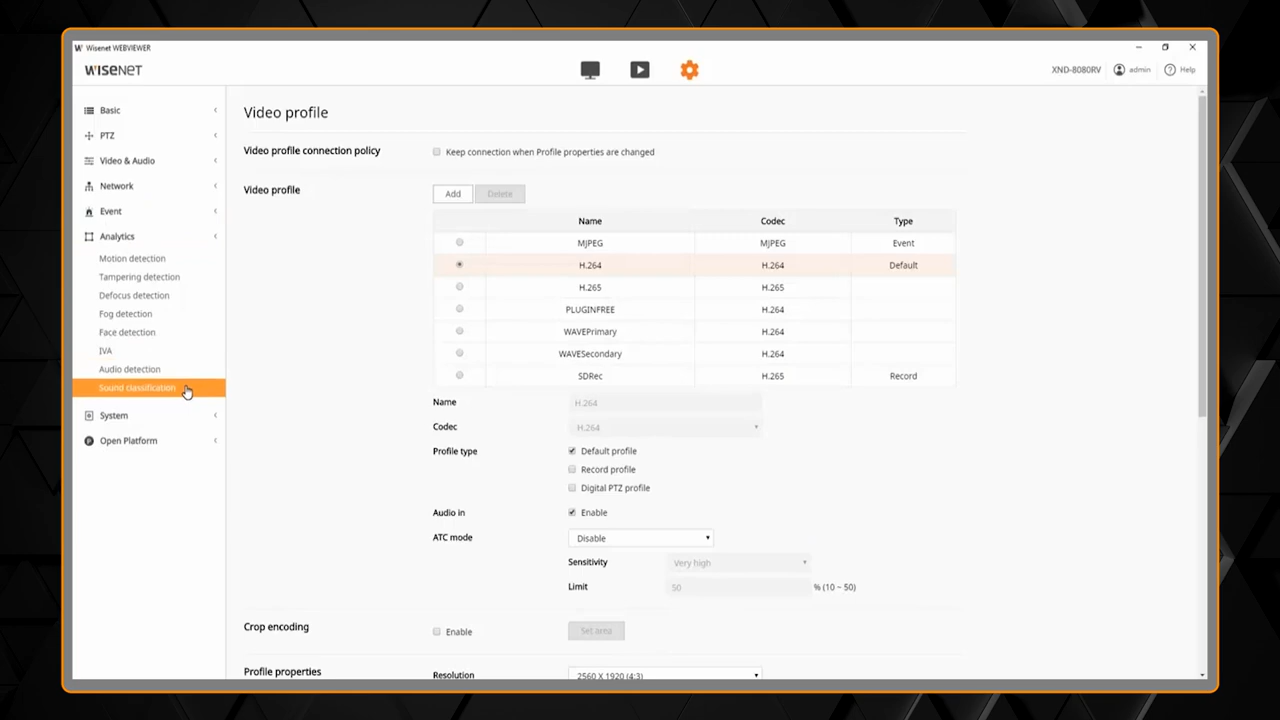 Wisenet WEBVIEWER
WISENET
XND-8080RV admin Help
Basic
PTZ
Video & Audio
Network
Event
Analytics
Motion detection
Tampering detection
Defocus detection
Fog detection
Face detection
IVA
Audio detection
Sound classification
System
Open Platform
Video profile
Video profile connection policy Keep connection when Profile properties are changed
Video profile Add Delete
Name Codec Type
MJPEG MJPEG Event
H.264 H.264 Default
H.265 H.265
PLUGINFREE H.264
WAVEPrimary H.264
WAVESecondary H.264
SDRec H.265 Record
Name H.264
Codec H.264
Profile type Default profile
Record profile
Digital PTZ profile
Audio in Enable
ATC mode Disable
Sensitivity Very high
Limit 50 % (10 ~ 50)
Crop encoding Enable Set area
Profile properties Resolution 2560 X 1920 (4:3)